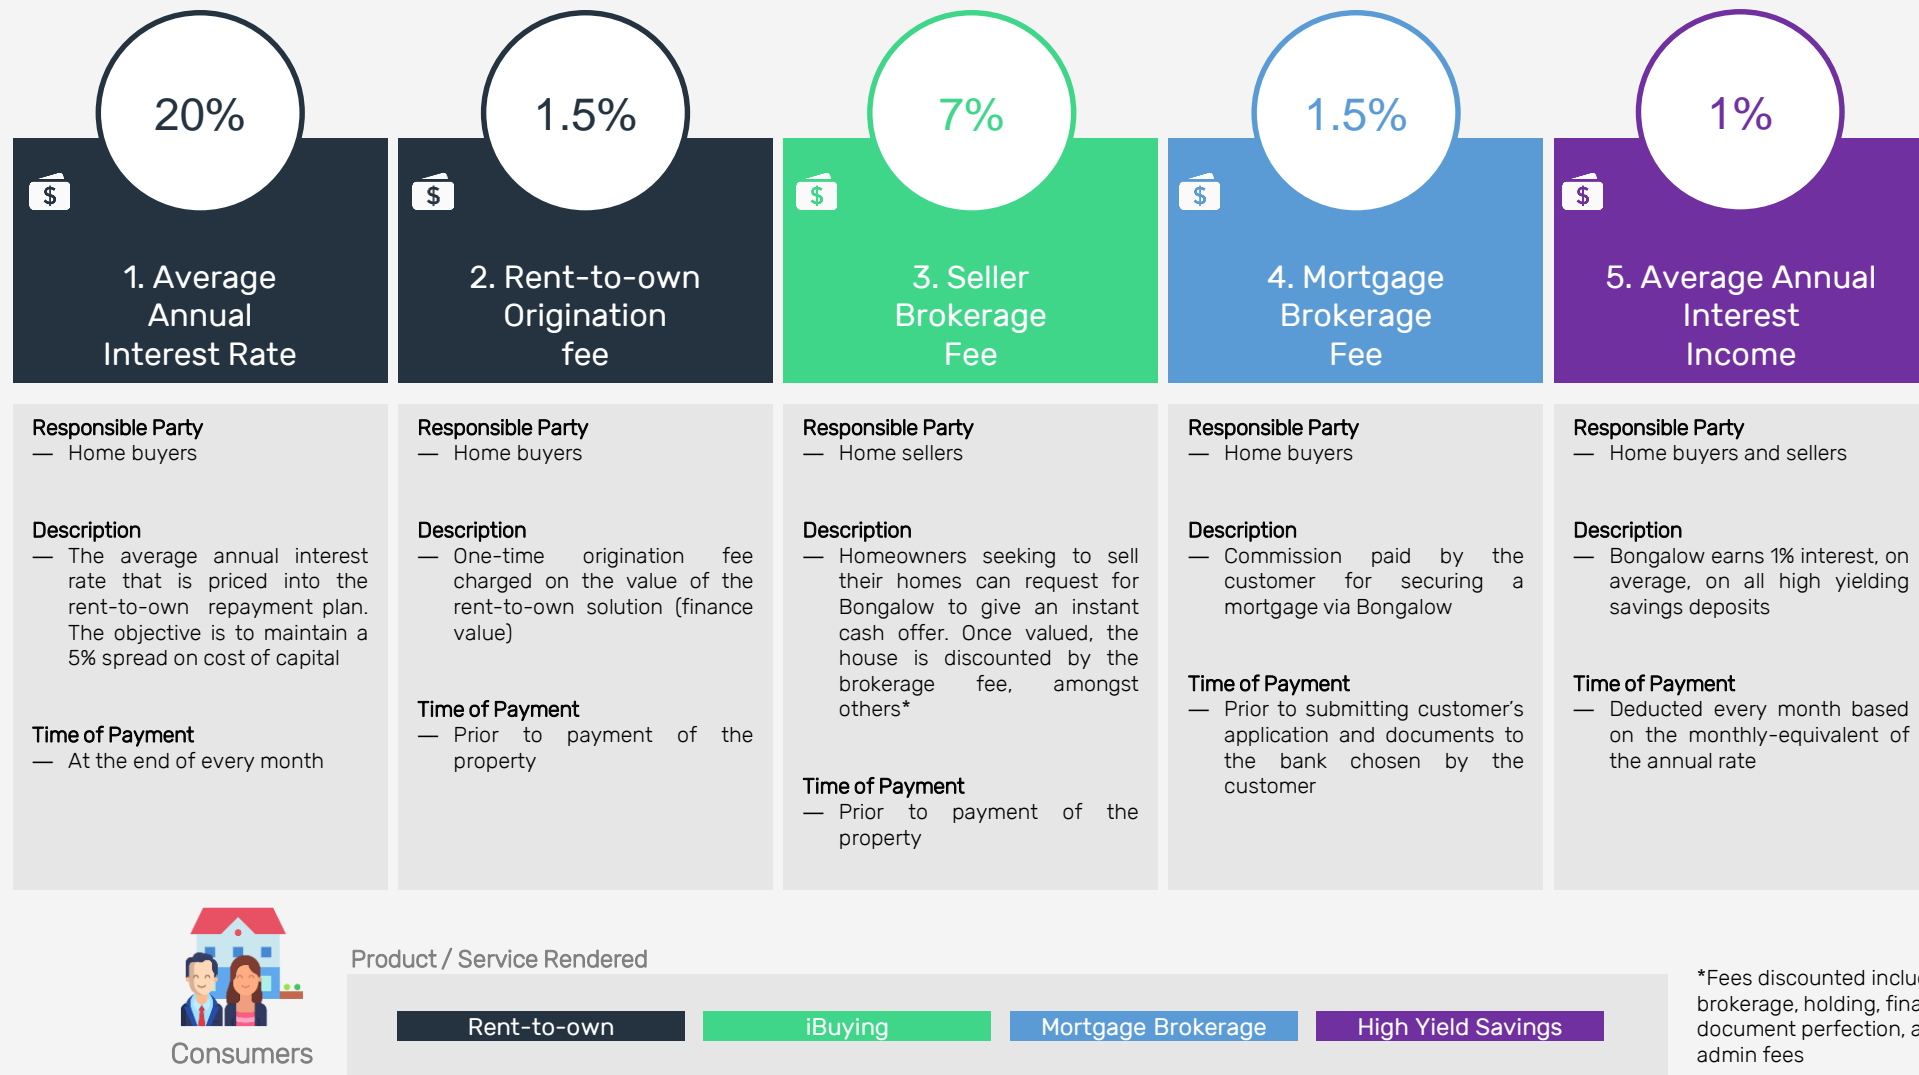 20%
1. Average
Annual
Interest Rate
Responsible Party
— Home buyers
Description
— The average annual interest
rate that is priced into the
rent-to-own repayment plan.
The objective is to maintain a
5% spread on cost of capital
Time of Payment
— At the end of every month
1.5%
2. Rent-to-own
Origination
fee
Responsible Party
— Home buyers
Description
— One-time origination fee
charged on the value of the
rent-to-own solution (finance
value)
Time of Payment
— Prior to payment of the
property
7%
3. Seller
Brokerage
Fee
Responsible Party
— Home sellers
Description
— Homeowners seeking to sell
their homes can request for
Bongalow to give an instant
cash offer. Once valued, the
house is discounted by the
brokerage fee, amongst
others*
Time of Payment
— Prior to payment of the
property
1.5%
4. Mortgage
Brokerage
Fee
Responsible Party
— Home buyers
Description
— Commission paid by the
customer for securing a
mortgage via Bongalow
Time of Payment
— Prior to submitting customer’s
application and documents to
the bank chosen by the
customer
1%
5. Average Annual
Interest
Income
Responsible Party
— Home buyers and sellers
Description
— Bongalow earns 1% interest, on
average, on all high yielding
savings deposits
Time of Payment
— Deducted every month based
on the monthly-equivalent of
the annual rate
$
$
$
$
$
Consumers
Product / Service Rendered
Rent-to-own
iBuying
Mortgage Brokerage
High Yield Savings
*Fees discounted
brokerage, holding,
document perfection,
admin fees